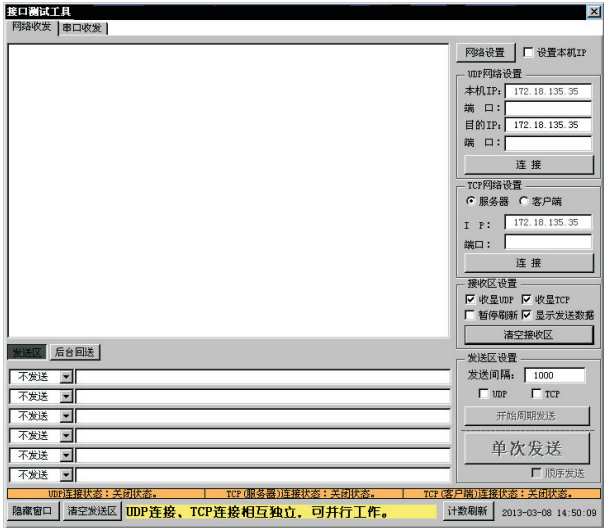 接口测试工具
网络收发 串口收发
网络设置 设置本机IP
UDP网络设置
本机IP: 172.18.135.35
端 口:
目的IP: 172.18.135.35
端 口:
连 接
TCP网络设置
服务器 客户端
I P: 172.18.135.35
端口:
连 接
接收区设置
收显UDP 收显TCP
暂停刷新 显示发送数据
清空接收区
发送区 后台回送
不发送
不发送
不发送
不发送
不发送
不发送
发送区设置
发送间隔: 1000
UDP TCP
开始周期发送
单次发送
顺序发送
UDP连接状态:关闭状态。 TCP(服务器)连接状态:关闭状态。 TCP(客户端)连接状态:关闭状态。
隐藏窗口 清空发送区 UDP连接、TCP连接相互独立，可并行工作。 计数刷新 2013-03-08 14:50:09